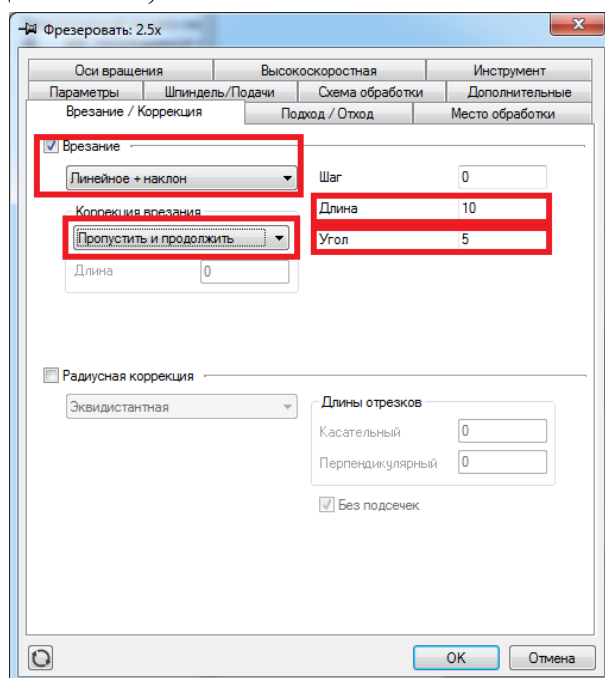 Фрезеровать: 2.5x
Оси вращения Высокоскоростная Инструмент
Параметры Шпиндель/Подачи Схема обработки Дополнительные
Врезание / Коррекция Подход / Отход Место обработки
Врезание
Линейное + наклон Шаг 0
Коррекция врезания Длина 10
Пропустить и продолжить Угол 5
Длина 0
Радиусная коррекция
Эквидистантная Длины отрезков
Касательный 0
Перпендикулярный 0
Без подсечек
OK Отмена